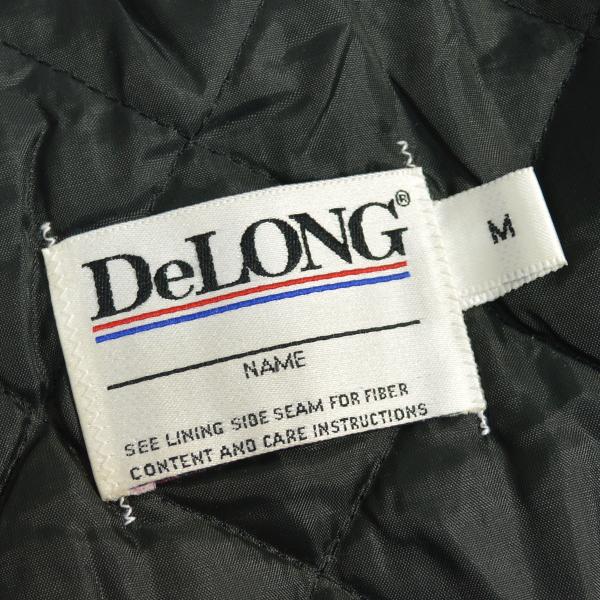 DeLONG®
M
NAME
SEE LINING SIDE SEAM FOR FIBER
CONTENT AND CARE INSTRUCTIONS